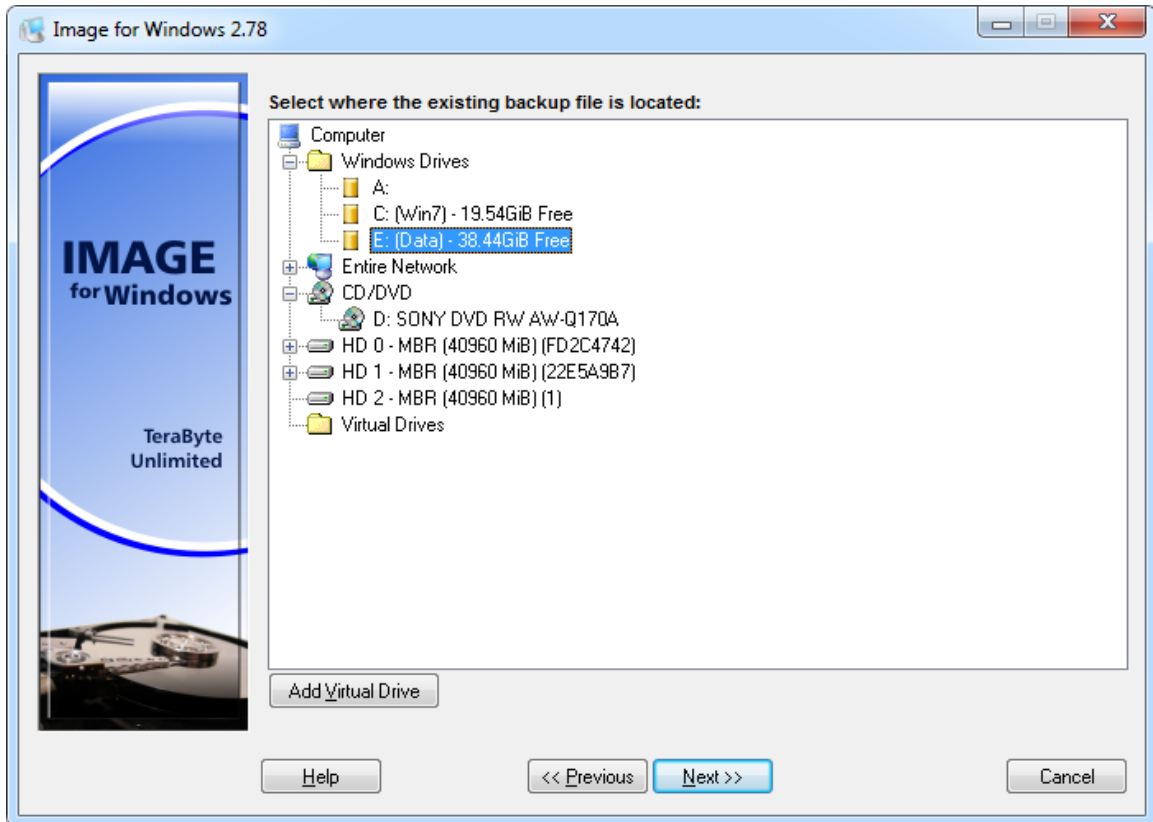 Image for Windows 2.78
IMAGE
for Windows
TeraByte
Unlimited
Select where the existing backup file is located:
Computer
Windows Drives
A:
C: (Win7) - 19.54GiB Free
E: (Data) - 38.44GiB Free
Entire Network
CD/DVD
D: SONY DVD RW AW-Q170A
HD 0 - MBR (40960 MiB) (FD2C4742)
HD 1 - MBR (40960 MiB) (22E5A9B7)
HD 2 - MBR (40960 MiB) (1)
Virtual Drives
Add Virtual Drive
Help
<< Previous
Next >>
Cancel